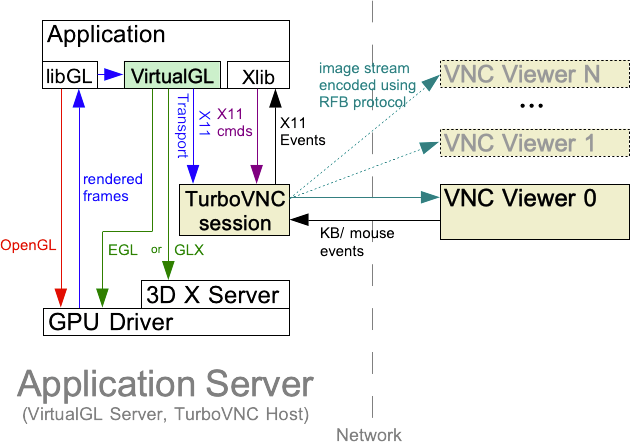 Application
libGL
VirtualGL
Xlib
image stream
encoded using
RFB protocol
VNC Viewer N
...
VNC Viewer 1
X11
Transport
X11
cmds
X11
Events
rendered
frames
TurboVNC
session
VNC Viewer 0
KB/ mouse
events
OpenGL
EGL or GLX
3D X Server
GPU Driver
Application Server
(VirtualGL Server, TurboVNC Host)
Network